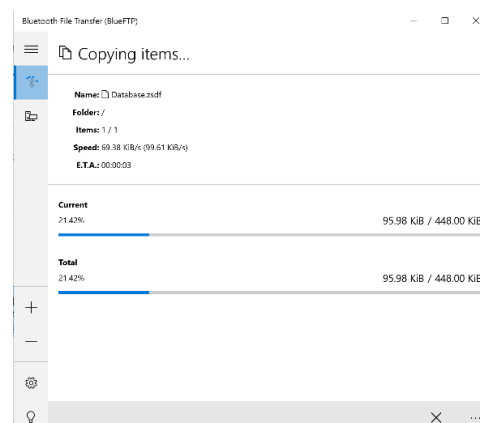 Bluetooth File Transfer (BlueFTP)
Copying items...
Name: Database.zsdf
Folder: /
Items: 1 / 1
Speed: 69.38 KiB/s (99.61 KiB/s)
E.T.A.: 00:00:03
Current
21.42% 95.98 KiB / 448.00 KiB
Total
21.42% 95.98 KiB / 448.00 KiB